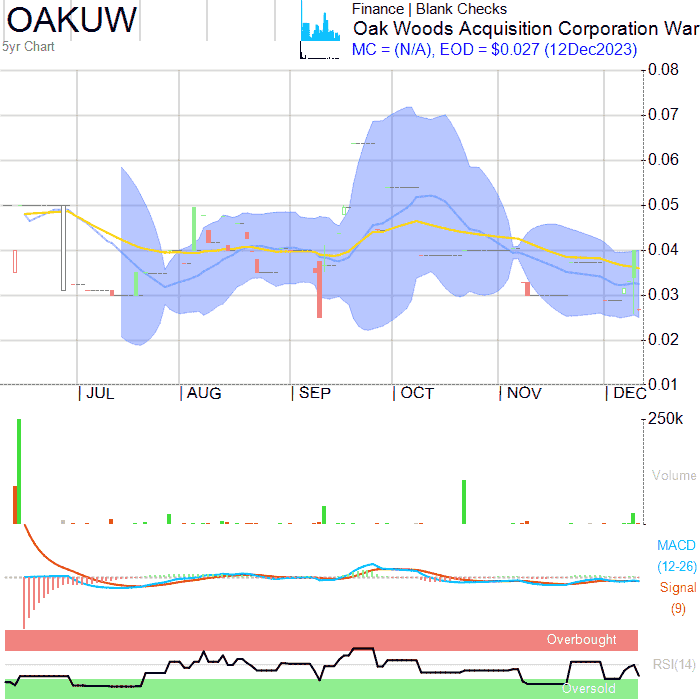 OAKUW
5yr Chart
Finance | Blank Checks
Oak Woods Acquisition Corporation War
MC = (N/A), EOD = $0.027 (12Dec2023)
0.08
0.07
0.06
0.05
0.04
0.03
0.02
0.01
JUL AUG SEP OCT NOV DEC
250k
Volume
MACD
(12-26)
Signal
(9)
Overbought
RSI(14)
Oversold